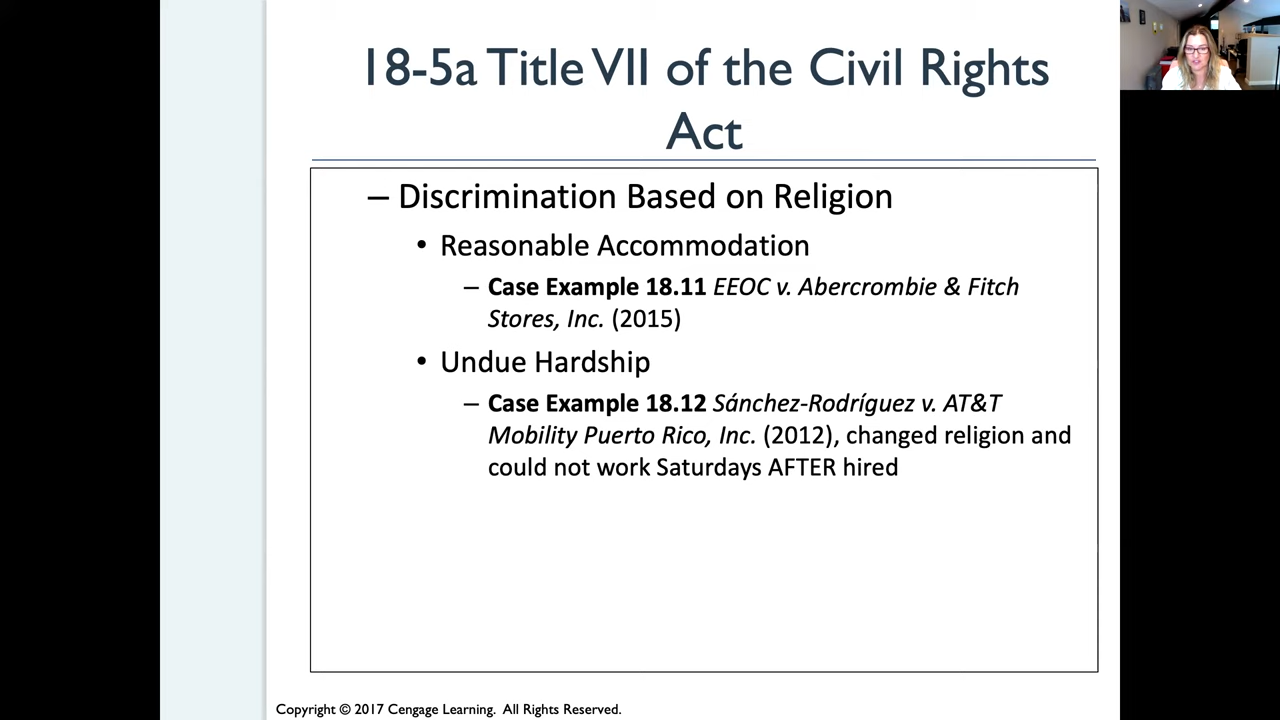 18-5a Title VII of the Civil Rights
Act
– Discrimination Based on Religion
• Reasonable Accommodation
– Case Example 18.11 EEOC v. Abercrombie & Fitch
Stores, Inc. (2015)
• Undue Hardship
– Case Example 18.12 Sánchez-Rodríguez v. AT&T
Mobility Puerto Rico, Inc. (2012), changed religion and
could not work Saturdays AFTER hired
Copyright © 2017 Cengage Learning. All Rights Reserved.